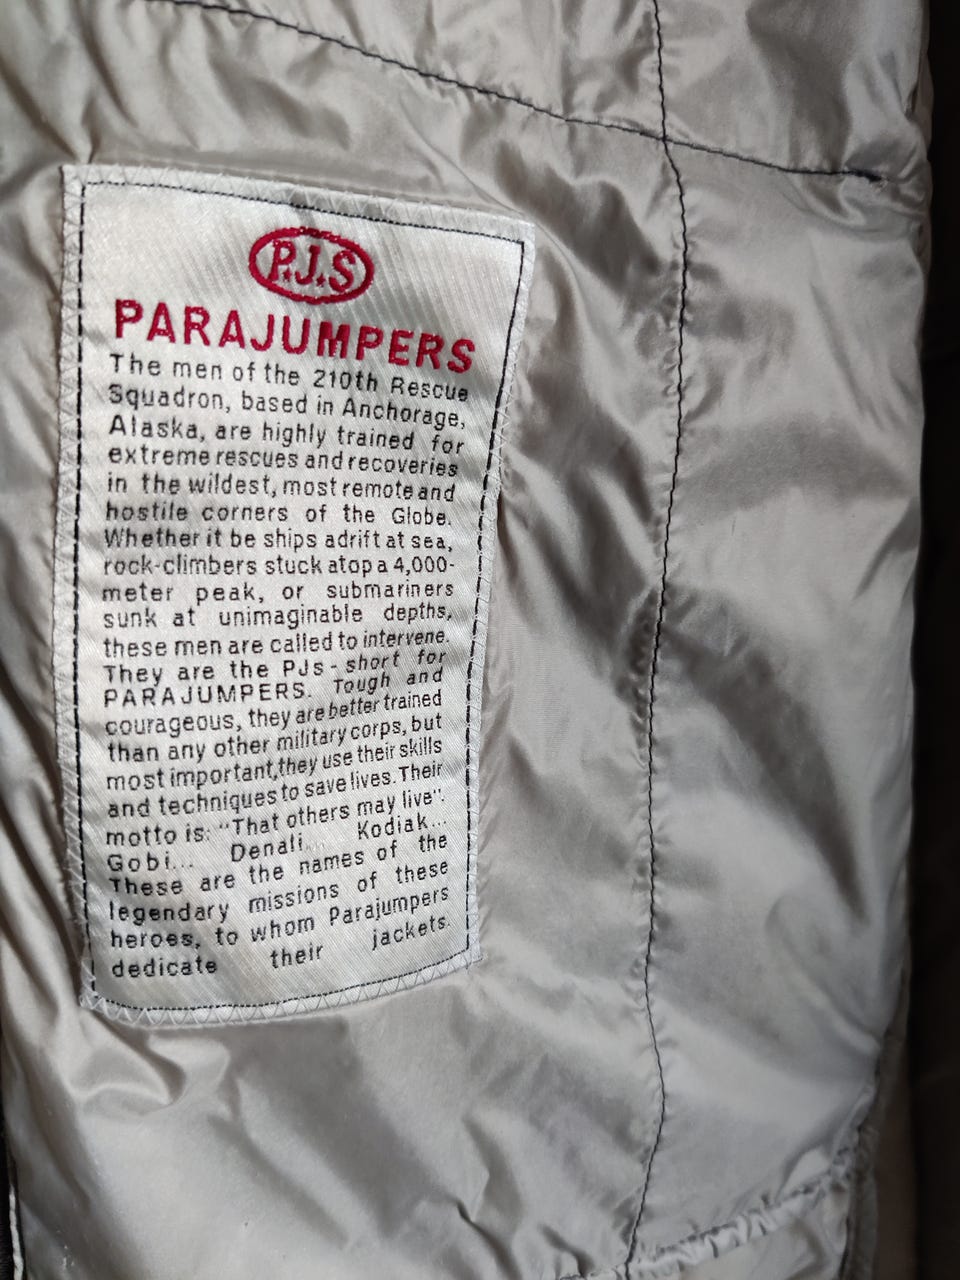 P.J.S
PARAJUMPERS
The men of the 210th Rescue
Squadron, based in Anchorage,
Alaska, are highly trained for
extreme rescues and recoveries
in the wildest, most remote and
hostile corners of the Globe.
Whether it be ships adrift at sea,
rock-climbers stuck atop a 4,000-
meter peak, or submariners
sunk at unimaginable depths,
these men are called to intervene.
They are the PJs - short for
PARAJUMPERS. Tough and
courageous, they are better trained
than any other military corps, but
most important,they use their skills
and techniques to save lives. Their
motto is: "That others may live".
Gobi... Denali... Kodiak...
These are the names of the
legendary missions of these
heroes, to whom Parajumpers
dedicate their jackets.